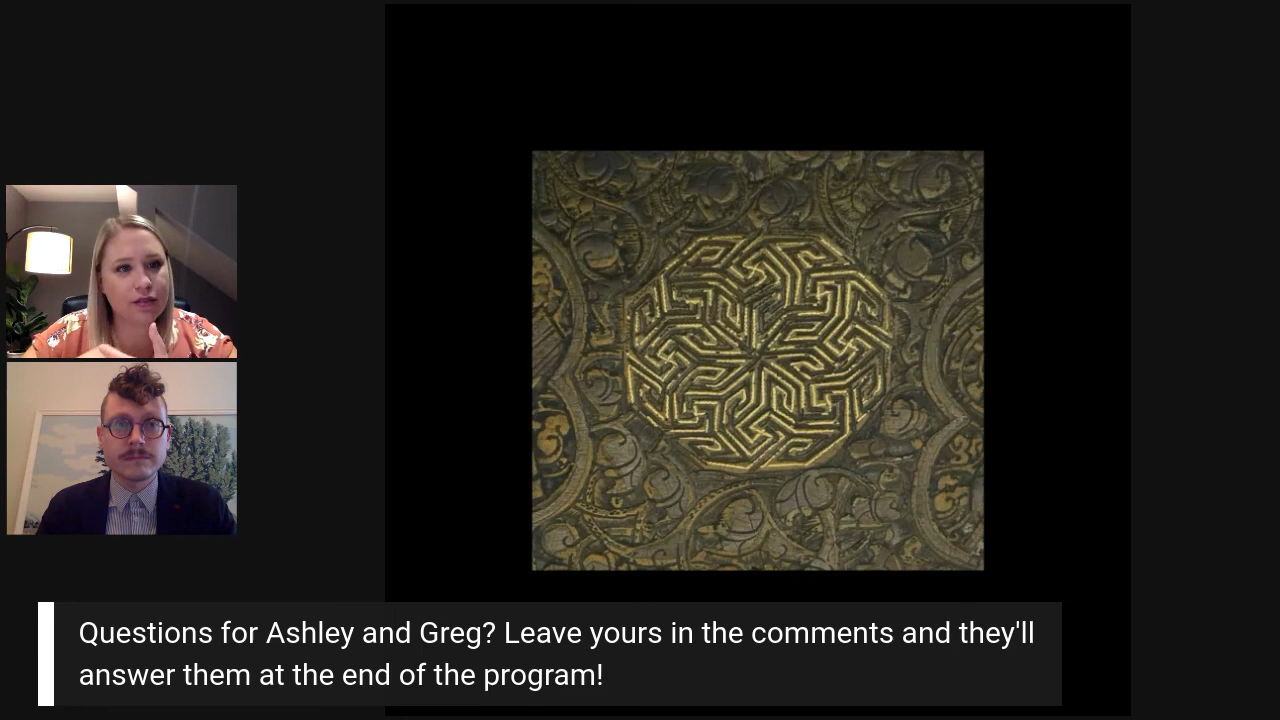 Questions for Ashley and Greg? Leave yours in the comments and they'll
answer them at the end of the program!